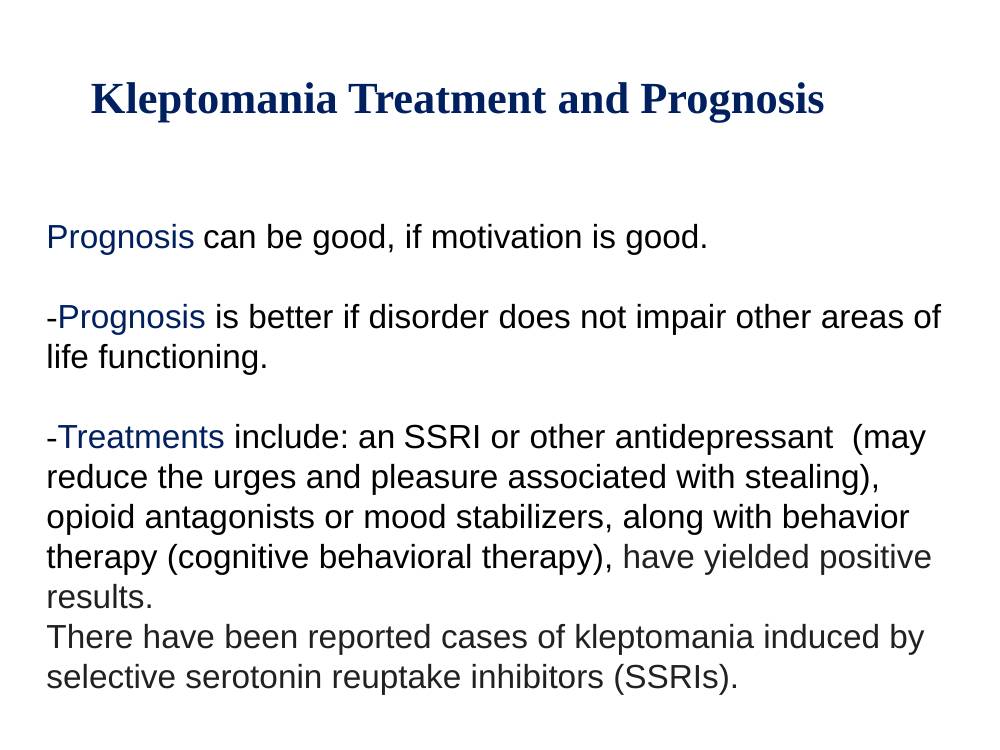 Kleptomania Treatment and Prognosis
Prognosis can be good, if motivation is good.
-Prognosis is better if disorder does not impair other areas of
life functioning.
-Treatments include: an SSRI or other antidepressant  (may
reduce the urges and pleasure associated with stealing),
opioid antagonists or mood stabilizers, along with behavior
therapy (cognitive behavioral therapy), have yielded positive
results.
There have been reported cases of kleptomania induced by
selective serotonin reuptake inhibitors (SSRIs).